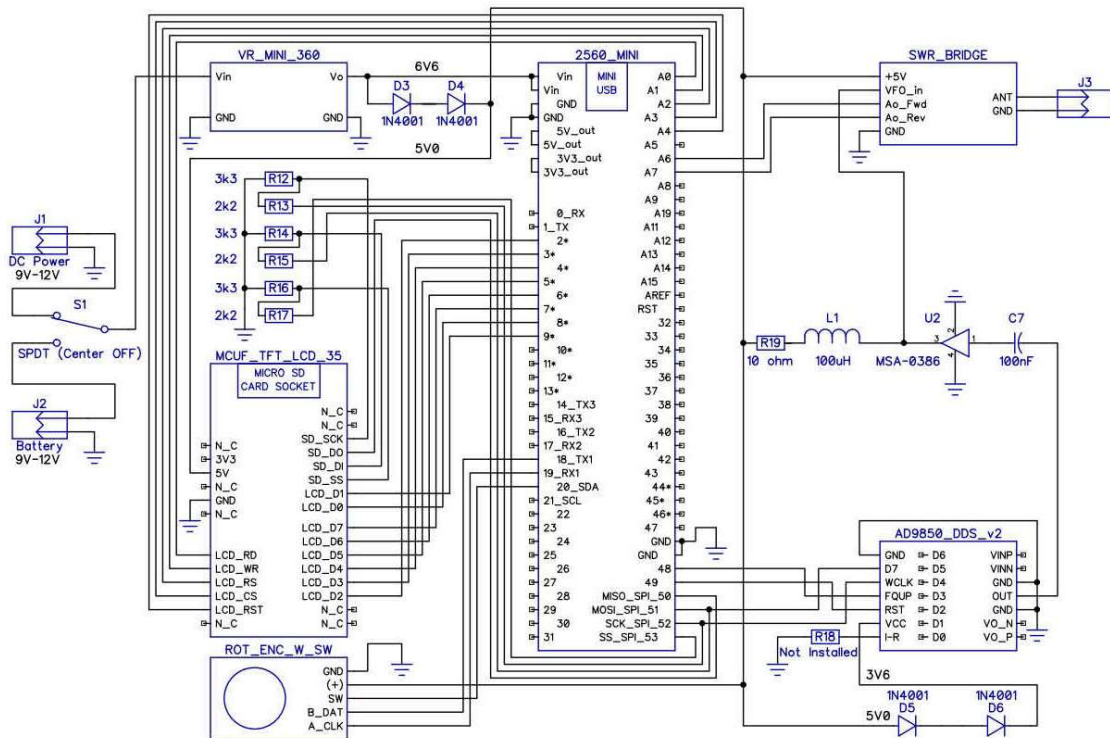 VR_MINI_360
Vin
Vo
GND
GND
6V6
D3
D4
1N4001
1N4001
5V0
2560_MINI
MINI
USB
Vin
Vin
GND
GND
5V_out
5V_out
3V3_out
3V3_out
0_RX
1_TX
2*
3*
4*
5*
6*
7*
8*
9*
10*
11*
12*
13*
14_TX3
15_RX3
16_TX2
17_RX2
18_TX1
19_RX1
20_SDA
21_SCL
22
23
24
25
26
27
28
29
30
31
A0
A1
A2
A3
A4
A5
A6
A7
A8
A9
A19
A11
A12
A13
A14
A15
AREF
RST
32
33
34
35
36
37
38
39
40
41
42
43
44*
45*
46*
47
GND
GND
48
49
MISO_SPI_50
MOSI_SPI_51
SCK_SPI_52
SS_SPI_53
SWR_BRIDGE
+5V
VFO_in
Ao_Fwd
Ao_Rev
GND
ANT
GND
J3
3k3
R12
2k2
R13
3k3
R14
2k2
R15
3k3
R16
2k2
R17
J1
DC Power
9V-12V
S1
SPDT (Center OFF)
J2
Battery
9V-12V
MCUF_TFT_LCD_35
MICRO SD
CARD SOCKET
N_C
3V3
5V
N_C
GND
N_C
LCD_RD
LCD_WR
LCD_RS
LCD_CS
LCD_RST
N_C
N_C
N_C
SD_SCK
SD_DO
SD_DI
SD_SS
LCD_D1
LCD_D0
LCD_D7
LCD_D6
LCD_D5
LCD_D4
LCD_D3
LCD_D2
N_C
N_C
ROT_ENC_W_SW
GND
(+)
SW
B_DAT
A_CLK
R19
10 ohm
L1
100uH
U2
MSA-0386
3
2
4
1
C7
100nF
AD9850_DDS_v2
GND
D7
WCLK
FQUP
RST
VCC
I-R
D6
D5
D4
D3
D2
D1
D0
VINP
VINN
GND
OUT
GND
VO_N
VO_P
R18
Not Installed
3V6
1N4001
1N4001
5V0
D5
D6